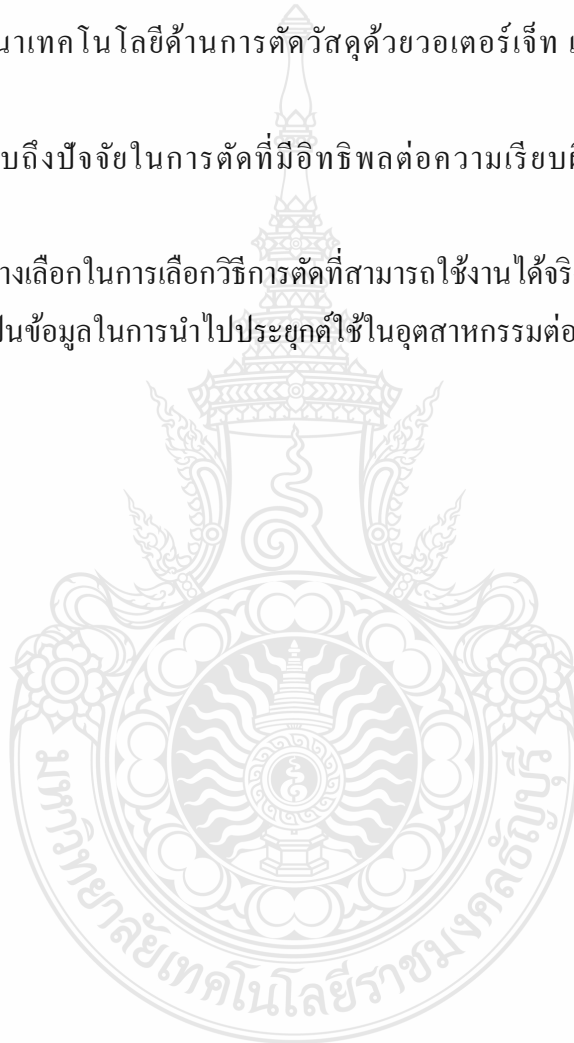 นาเทคโนโลยีด้านการตัดวัสดุด้วยวอเตอร์เจ็ท
บถึงปัจจัยในการตัดที่มีอิทธิพลต่อความเรียบ
างเลือกในการเลือกวิธีการตัดที่สามารถใช้งานได้จริ
ป็นข้อมูลในการนำไปประยุกต์ใช้ในอุตสาหกรรมต่อ
มหาวิทยาลัยเทคโนโลยีราชมงคลธัญบุรี